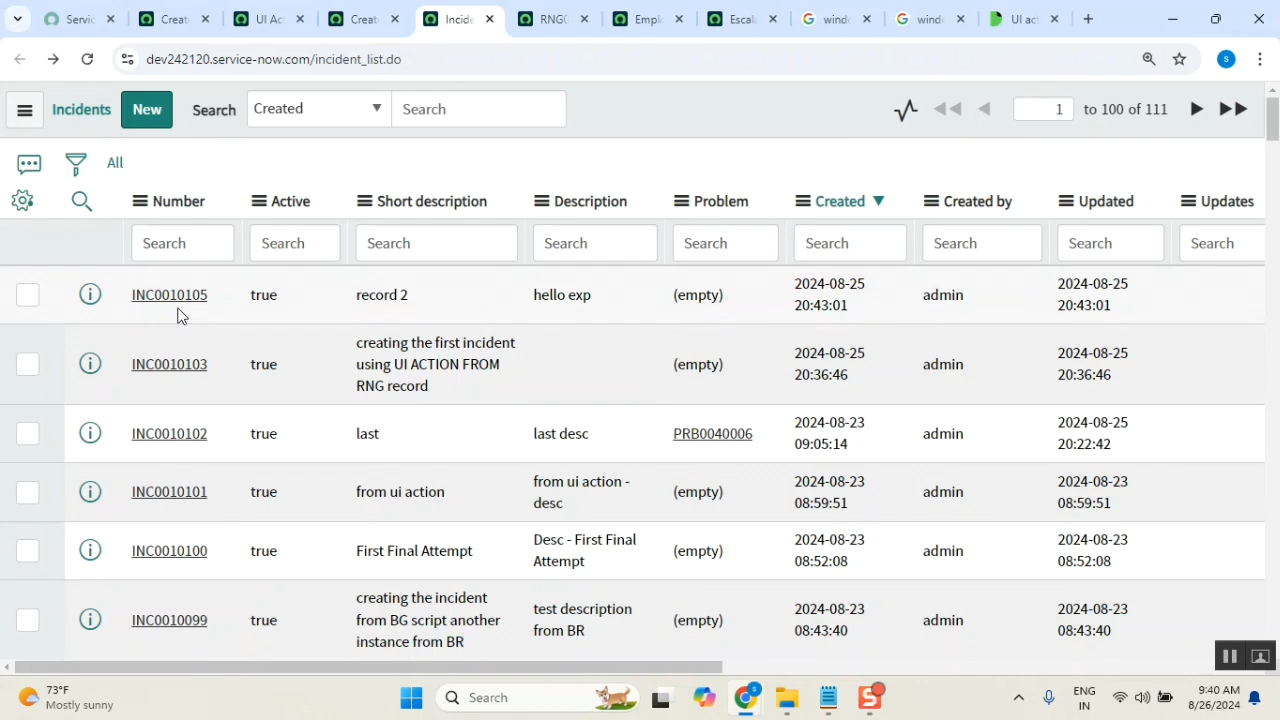 Servic
Create
UI Ac
Create
Incide
RNG0
Emplo
Escala
windo
windo
UI act
dev242120.service-now.com/incident_list.do
s
Incidents New Search Created Search 1 to 100 of 111
All
Number Active Short description Description Problem Created Created by Updated Updates
Search Search Search Search Search Search Search Search Search
INC0010105 true record 2 hello exp (empty) 2024-08-25 20:43:01 admin 2024-08-25 20:43:01
INC0010103 true creating the first incident using UI ACTION FROM RNG record (empty) 2024-08-25 20:36:46 admin 2024-08-25 20:36:46
INC0010102 true last last desc PRB0040006 2024-08-23 09:05:14 admin 2024-08-25 20:22:42
INC0010101 true from ui action from ui action - desc (empty) 2024-08-23 08:59:51 admin 2024-08-23 08:59:51
INC0010100 true First Final Attempt Desc - First Final Attempt (empty) 2024-08-23 08:52:08 admin 2024-08-23 08:52:08
INC0010099 true creating the incident from BG script another instance from BR test description from BR (empty) 2024-08-23 08:43:40 admin 2024-08-23 08:43:40
73°F
Mostly sunny
Search
ENG
IN
9:40 AM
8/26/2024